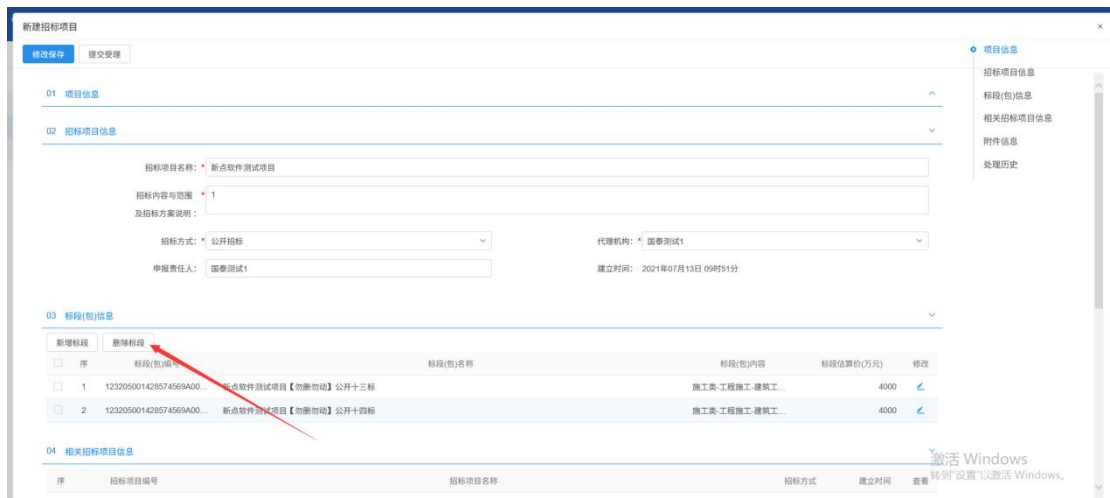 新建招标项目
×
修改保存 提交受理
项目信息
招标项目信息
标段(包)信息
相关招标项目信息
附件信息
处理历史
01 项目信息
02 招标项目信息
招标项目名称: * 新点软件测试项目
招标内容与范围 * 1
及招标方案说明:
招标方式: * 公开招标 代理机构: * 国泰测试1
申报责任人: 国泰测试1 建立时间: 2021年07月13日 09时51分
03 标段(包)信息
新增标段 删除标段
序 标段(包)编号 标段(包)名称 标段(包)内容 标段估算价(万元) 修改
1 123205001428574569A00... 新点软件测试项目【勿删勿动】公开十三标 施工类-工程施工-建筑工... 4000
2 123205001428574569A00... 新点软件测试项目【勿删勿动】公开十四标 施工类-工程施工-建筑工... 4000
04 相关招标项目信息
序 招标项目编号 招标项目名称 招标方式 建立时间 查看
激活 Windows
转到"设置"以激活 Windows。